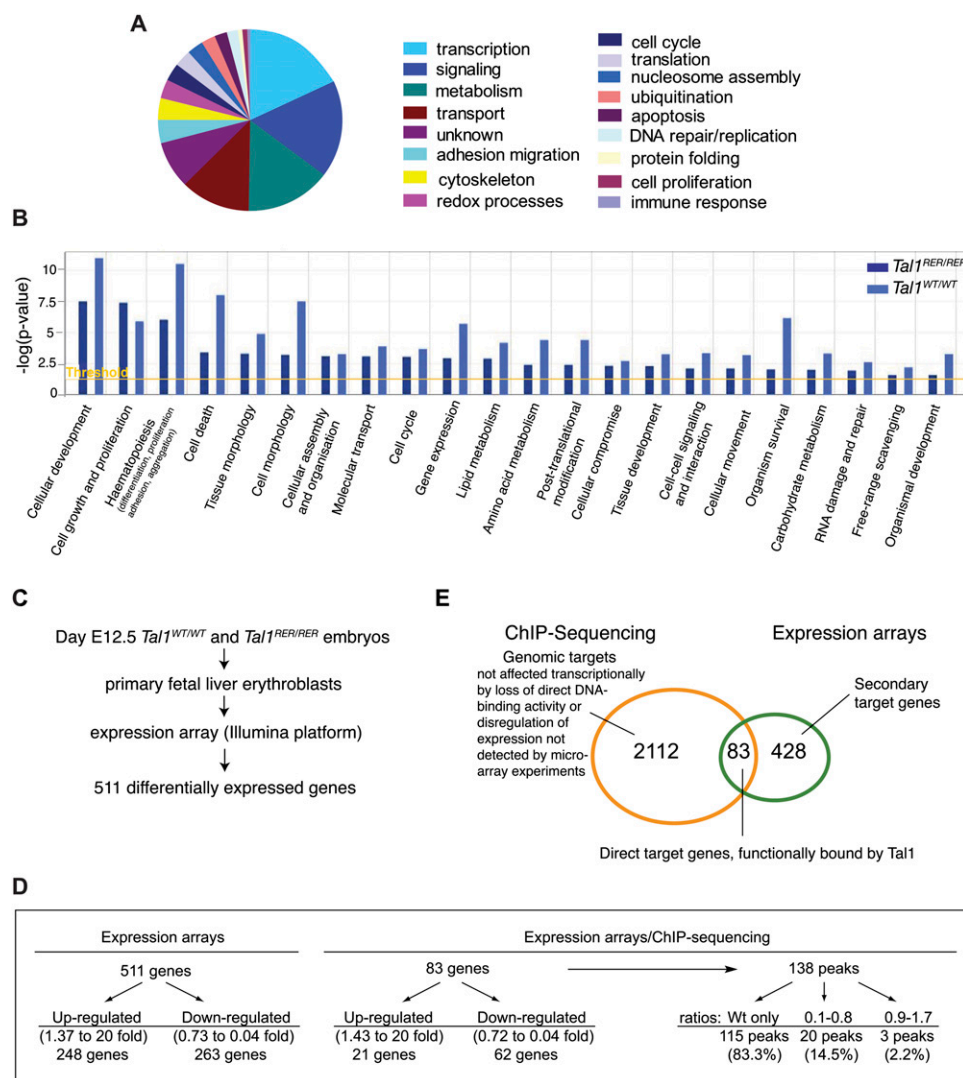 A
transcription
signaling
metabolism
transport
unknown
adhesion migration
cytoskeleton
redox processes
cell cycle
translation
nucleosome assembly
ubiquitination
apoptosis
DNA repair/replication
protein folding
cell proliferation
immune response
B
-log(p-value)
10
7.5
5
2.5
0
Threshold
Tal1RER/RER
Tal1WT/WT
Cellular development
Cell growth and proliferation
Haematopoiesis
(differentiation, proliferation
adhesion, aggregation)
Cell death
Tissue morphology
Cell morphology
Cellular assembly
and organisation
Molecular transport
Cell cycle
Gene expression
Lipid metabolism
Amino acid metabolism
Post-translational
modification
Cellular compromise
Tissue development
Cell-cell signaling
and interaction
Cellular movement
Organism survival
Carbohydrate metabolism
RNA damage and repair
Free-range scavenging
Organismal development
C
Day E12.5 Tal1WT/WT and Tal1RER/RER embryos
primary fetal liver erythroblasts
expression array (Illumina platform)
511 differentially expressed genes
E
ChIP-Sequencing
Expression arrays
Genomic targets
not affected transcriptionally
by loss of direct DNA-
binding activity or
disregulation of
expression not
detected by micro-
array experiments
Secondary
target genes
2112
83
428
Direct target genes, functionally bound by Tal1
D
Expression arrays
Expression arrays/ChIP-sequencing
511 genes
83 genes
138 peaks
Up-regulated
Down-regulated
Up-regulated
Down-regulated
ratios: Wt only 0.1-0.8 0.9-1.7
(1.37 to 20 fold)
(0.73 to 0.04 fold)
(1.43 to 20 fold)
(0.72 to 0.04 fold)
115 peaks 20 peaks 3 peaks
248 genes
263 genes
21 genes
62 genes
(83.3%) (14.5%) (2.2%)